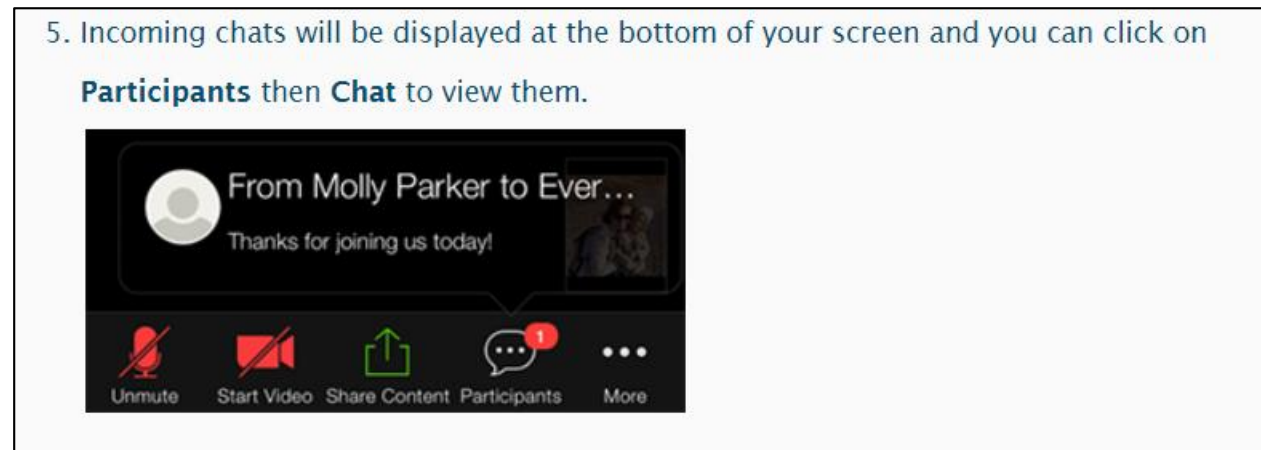 5. Incoming chats will be displayed at the bottom of your screen and you can click on
Participants then Chat to view them.
From Molly Parker to Ever...
Thanks for joining us today!
1
Unmute Start Video Share Content Participants More